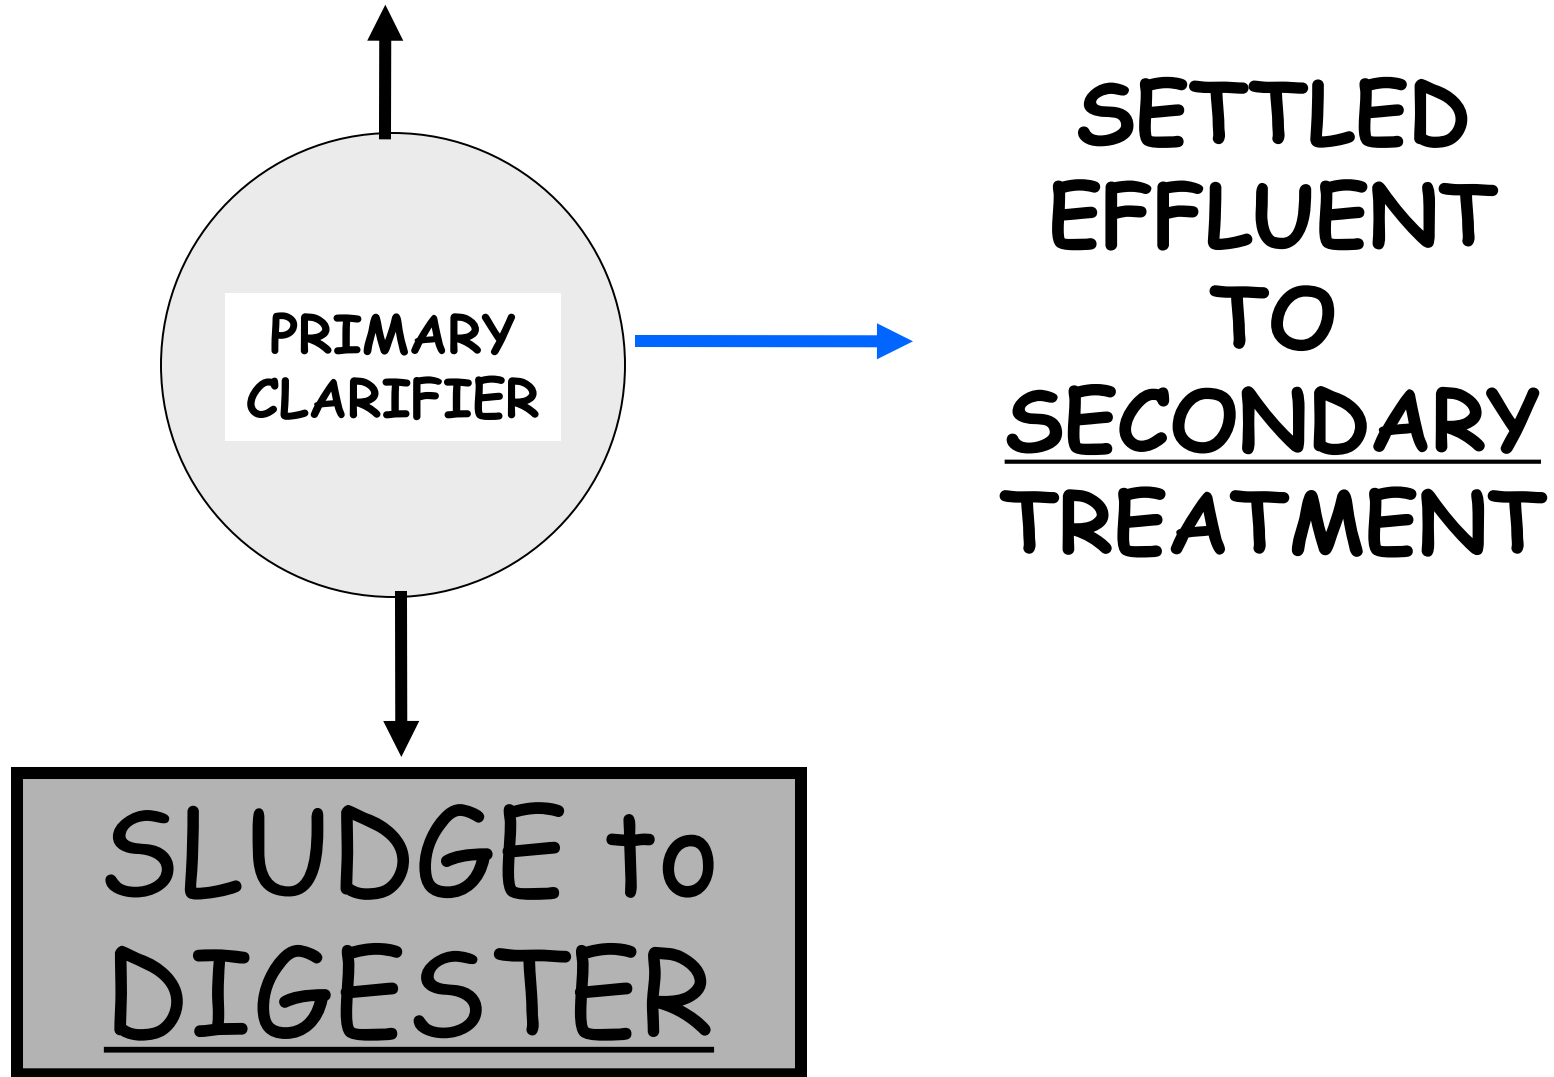 SETTLED
EFFLUENT
TO
SECONDARY
TREATMENT
PRIMARY
CLARIFIER
SLUDGE to
DIGESTER